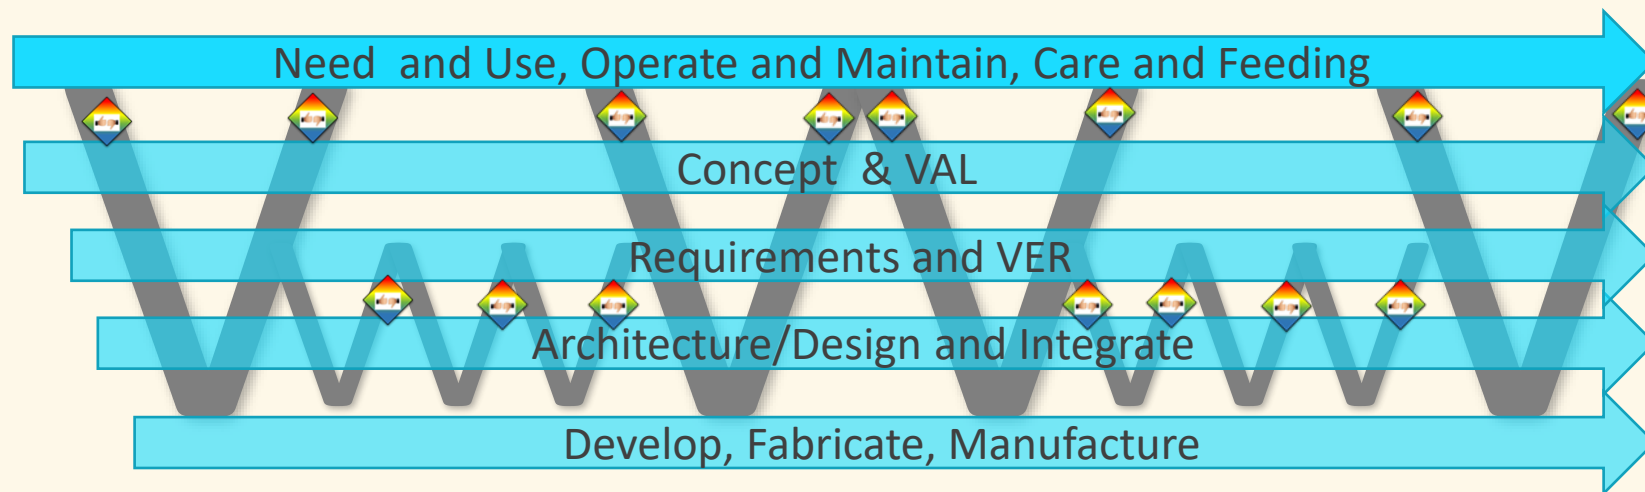 Need  and Use, Operate and Maintain, Care and Feeding
Concept  & VAL
Requirements and VER
Architecture/Design and Integrate
Develop, Fabricate, Manufacture